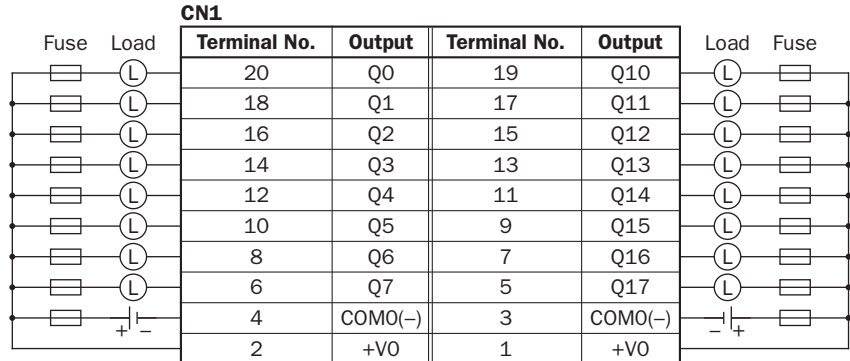 CN1
Fuse Load Terminal No. Output Terminal No. Output Load Fuse
L 20 Q0 19 Q10 L
L 18 Q1 17 Q11 L
L 16 Q2 15 Q12 L
L 14 Q3 13 Q13 L
L 12 Q4 11 Q14 L
L 10 Q5 9 Q15 L
L 8 Q6 7 Q16 L
L 6 Q7 5 Q17 L
+ − 4 COM0(−) 3 COM0(−) − +
2 +V0 1 +V0